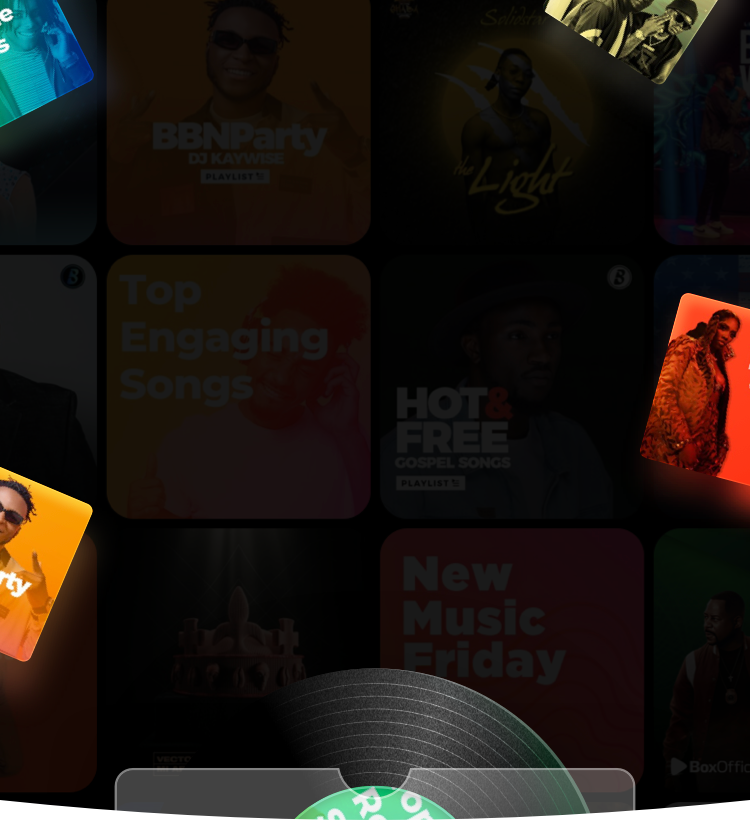 BBNParty
DJ KAYWISE
PLAYLIST
the
Light
Top
Engaging
Songs
HOT&
FREE
GOSPEL SONGS
PLAYLIST
rty
New
Music
Friday
BoxOffic